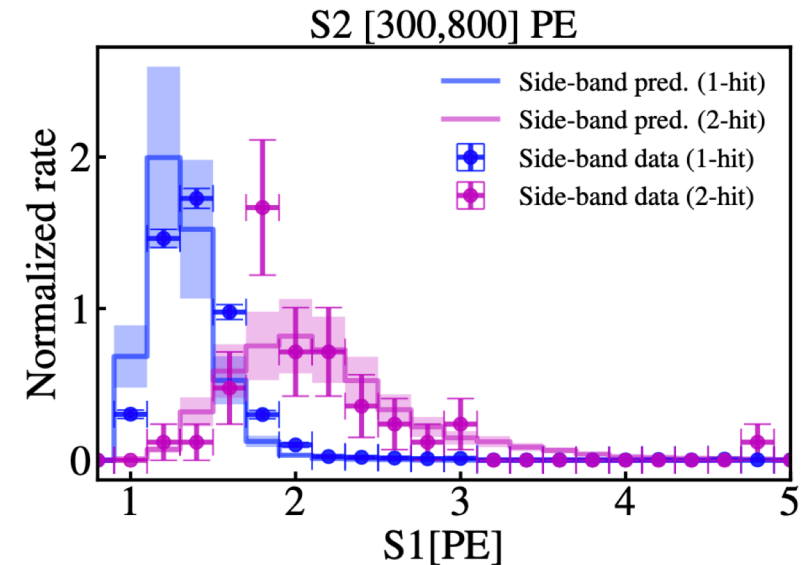 S2 [300,800] PE
Side-band pred. (1-hit)
Side-band pred. (2-hit)
Side-band data (1-hit)
Side-band data (2-hit)
Normalized rate
2
1
0
1 2 3 4 5
S1[PE]